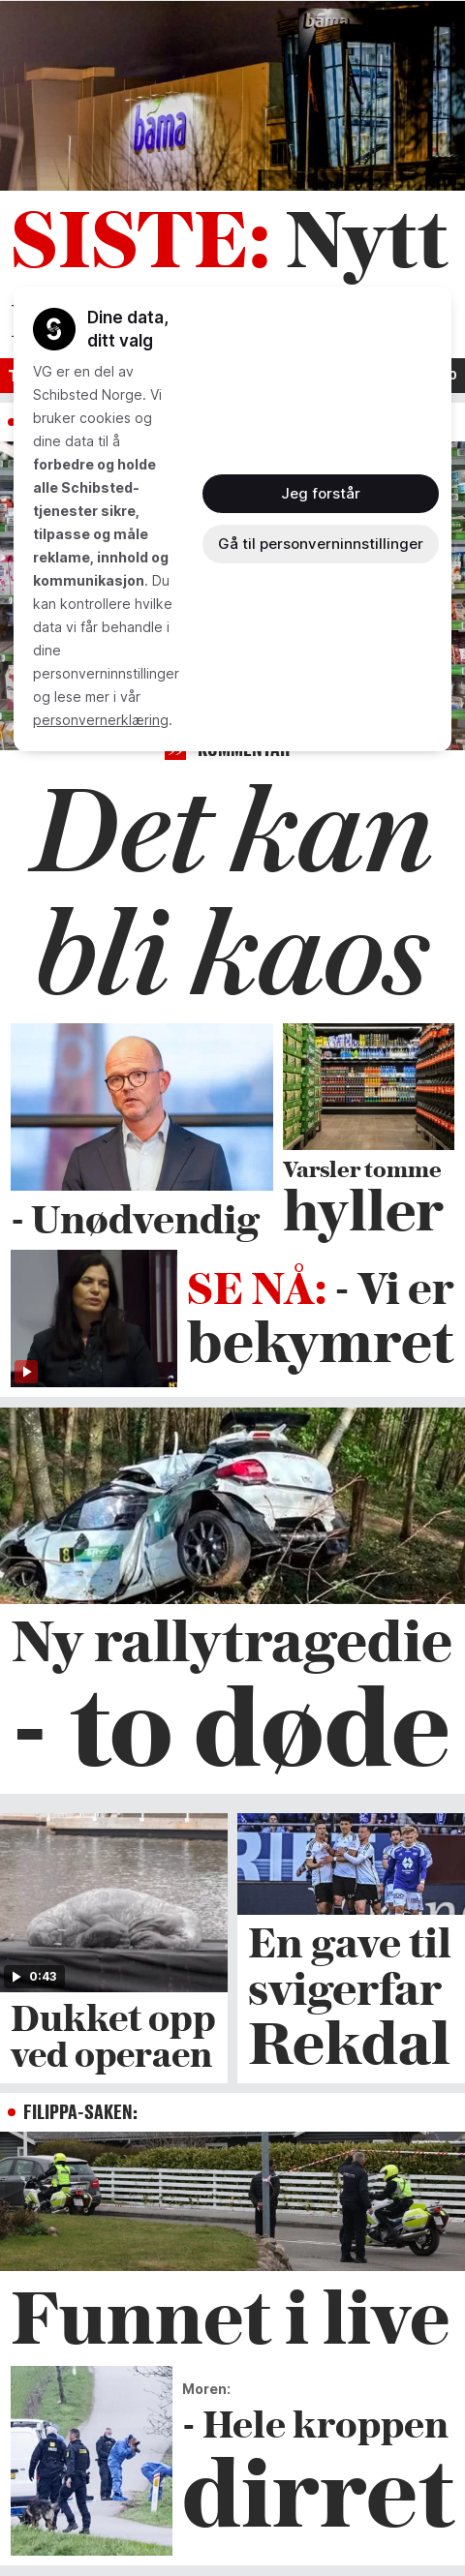 bama
bama
SISTE: Nytt
Dine data,
ditt valg
VG er en del av
Schibsted Norge. Vi
bruker cookies og
dine data til å
forbedre og holde
alle Schibsted-
tjenester sikre,
tilpasse og måle
reklame, innhold og
kommunikasjon. Du
kan kontrollere hvilke
data vi får behandle i
dine
personverninnstillinger
og lese mer i vår
personvernerklæring.
Jeg forstår
Gå til personverninnstillinger
KOMMENTAR
Det kan
bli kaos
- Unødvendig
Varsler tomme
hyller
SE NÅ: - Vi er
bekymret
8
Ny rallytragedie
- to døde
0:43
Dukket opp
ved operaen
En gave til
svigerfar
Rekdal
FILIPPA-SAKEN:
Funnet i live
Moren:
- Hele kroppen
dirret